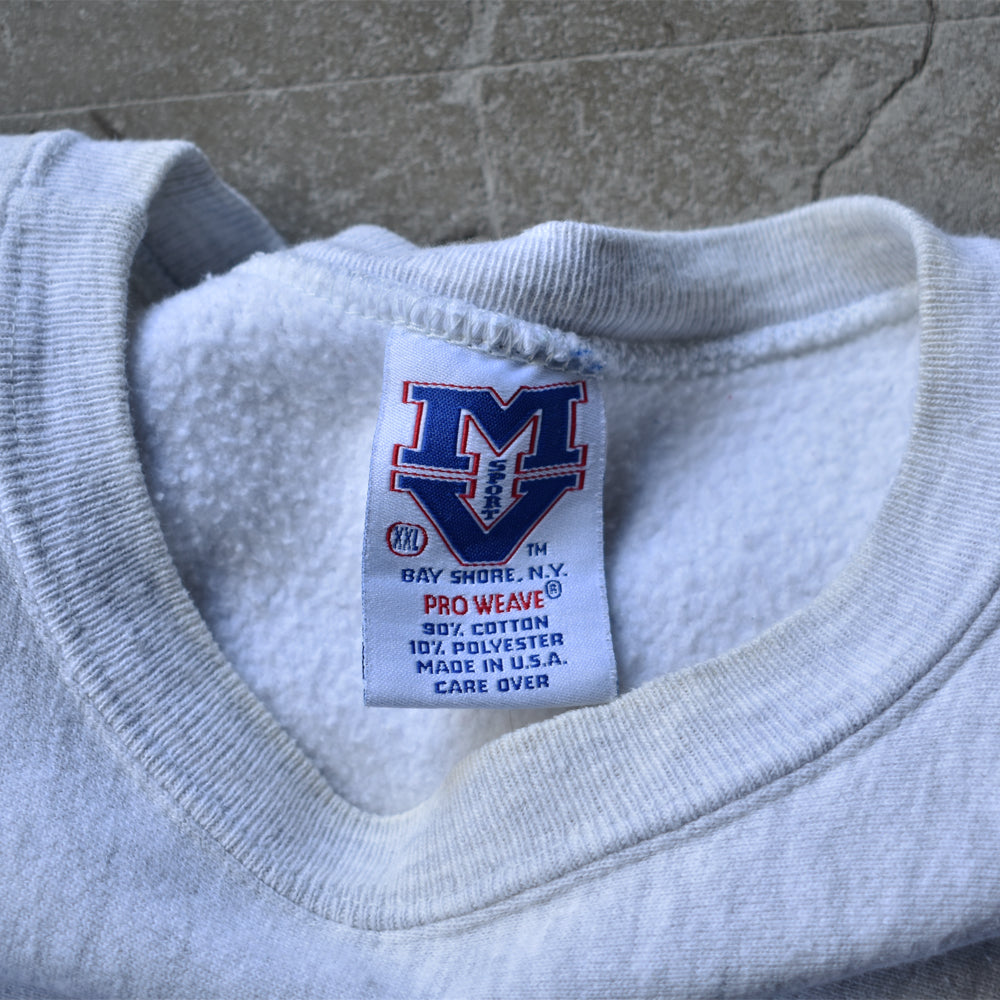 MV
SPORT
XXL
TM
BAY SHORE, N.Y.
PRO WEAVE®
90% COTTON
10% POLYESTER
MADE IN U.S.A.
CARE OVER